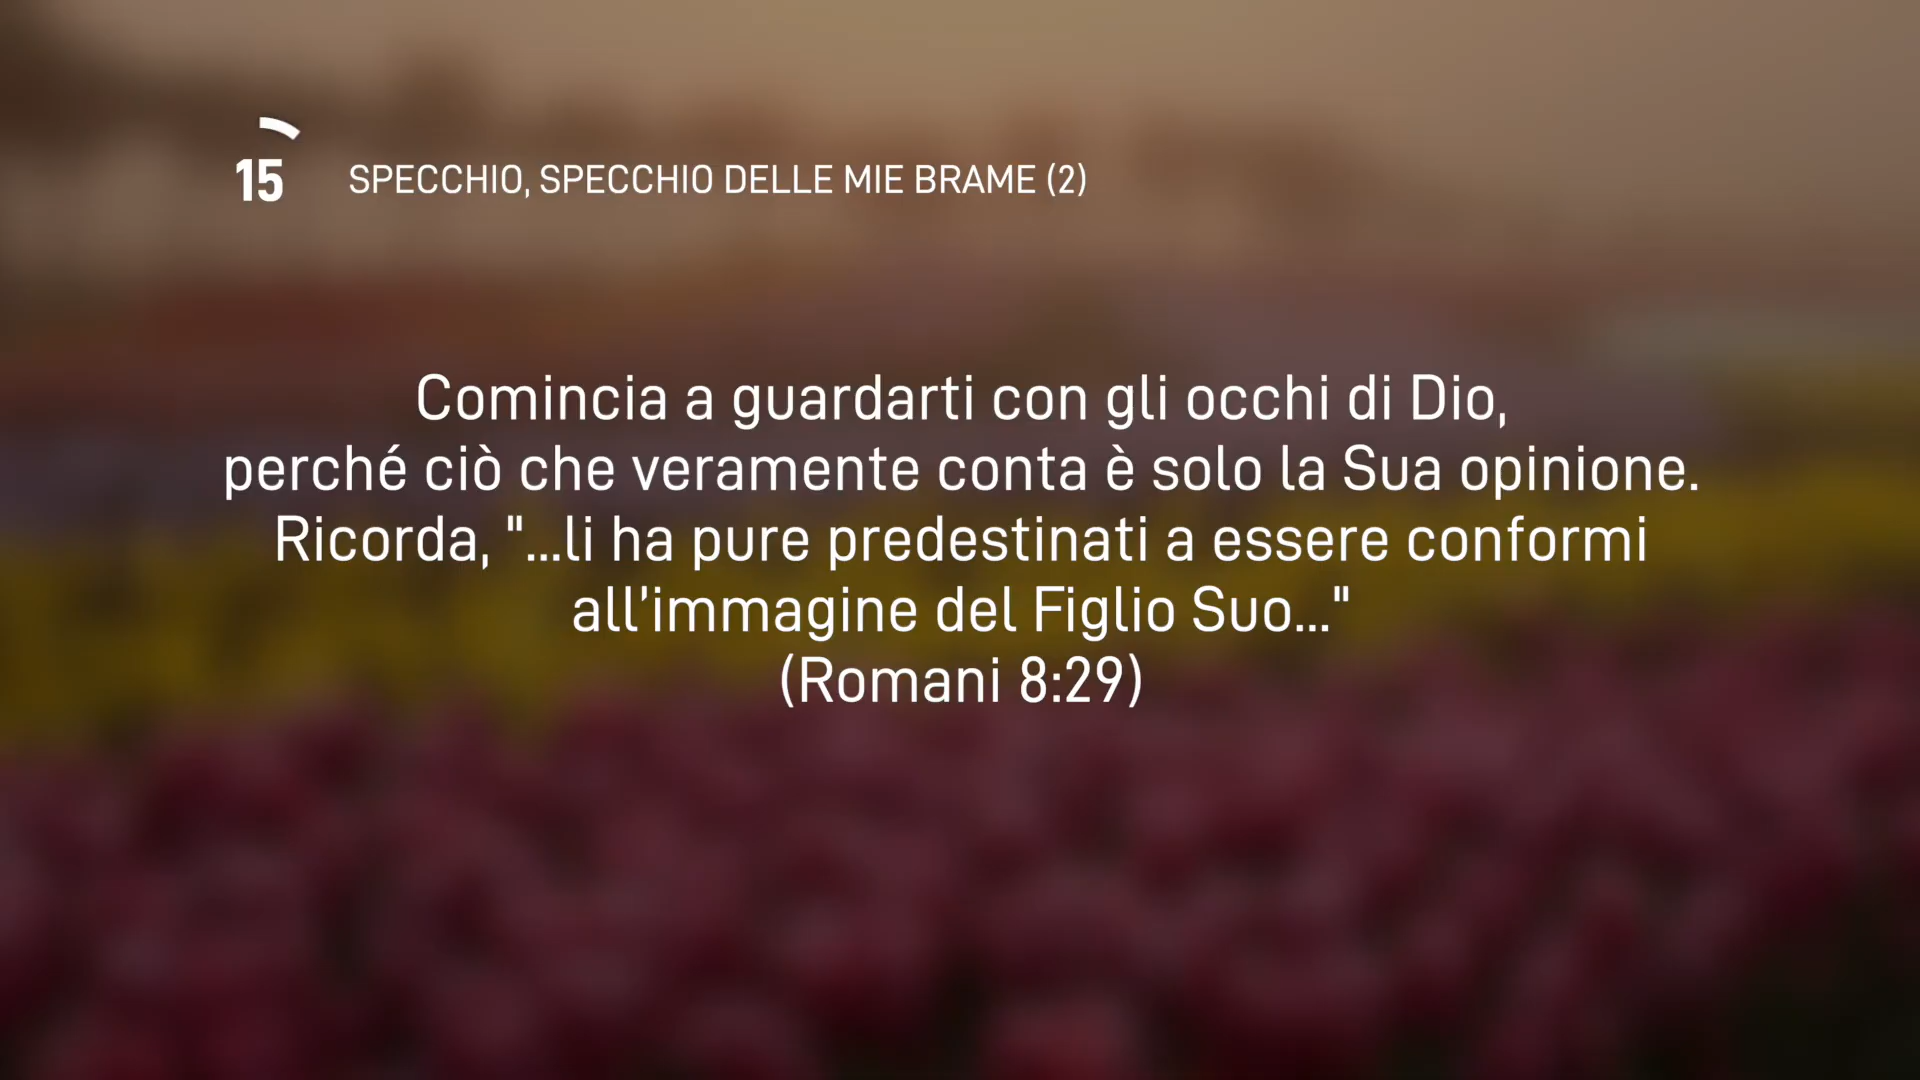 15 SPECCHIO, SPECCHIO DELLE MIE BRAME (2)
Comincia a guardarti con gli occhi di Dio,
perché ciò che veramente conta è solo la Sua opinione.
Ricorda, "...li ha pure predestinati a essere conformi
all’immagine del Figlio Suo..."
(Romani 8:29)